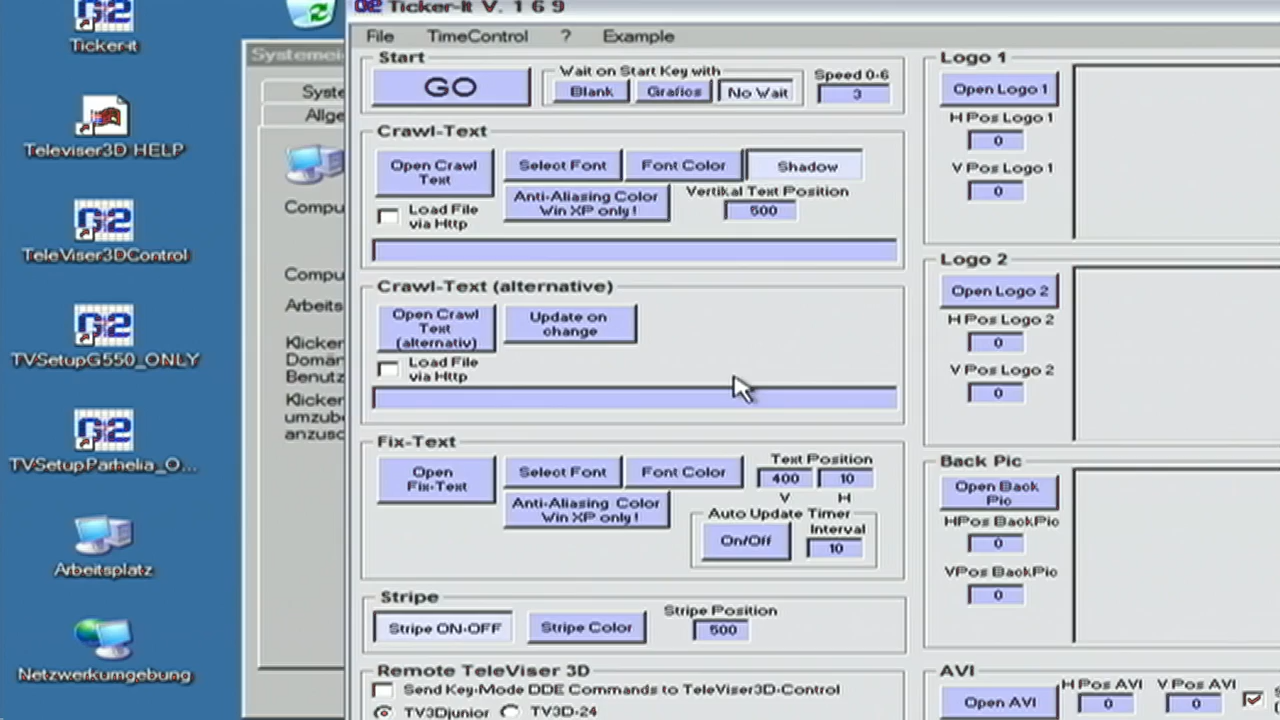 Ticker-It V. 1 6 9
Ticker-it
Televiser3D HELP
TeleViser3DControl
TVSetupG550_ONLY
TVSetupParhelia_O...
Arbeitsplatz
Netzwerkumgebung
Systemei
Syste
Allge
Compu
Compu
Arbeits
Klicker
Domän
Benutz
Klicker
umzube
anzusc
File TimeControl ? Example
Start
GO
Wait on Start Key with
Blank Grafics No Wait
Speed 0-6
3
Crawl-Text
Open Crawl
Text
Select Font Font Color Shadow
Anti-Aliasing Color
Win XP only!
Vertikal Text Position
500
Load File
via Http
Crawl-Text (alternative)
Open Crawl
Text
(alternativ)
Update on
change
Load File
via Http
Fix-Text
Open
Fix-Text
Select Font Font Color
Text Position
400 10
V H
Anti-Aliasing Color
Win XP only!
Auto Update Timer
On/Off
Interval
10
Stripe
Stripe ON-OFF Stripe Color
Stripe Position
500
Remote TeleViser 3D
Send Key-Mode DDE Commands to TeleViser3D-Control
TV3Djunior TV3D-24
Logo 1
Open Logo 1
H Pos Logo 1
0
V Pos Logo 1
0
Logo 2
Open Logo 2
H Pos Logo 2
0
V Pos Logo 2
0
Back Pic
Open Back
Pic
HPos BackPic
0
VPos BackPic
0
AVI
Open AVI
H Pos AVI
0
V Pos AVI
0